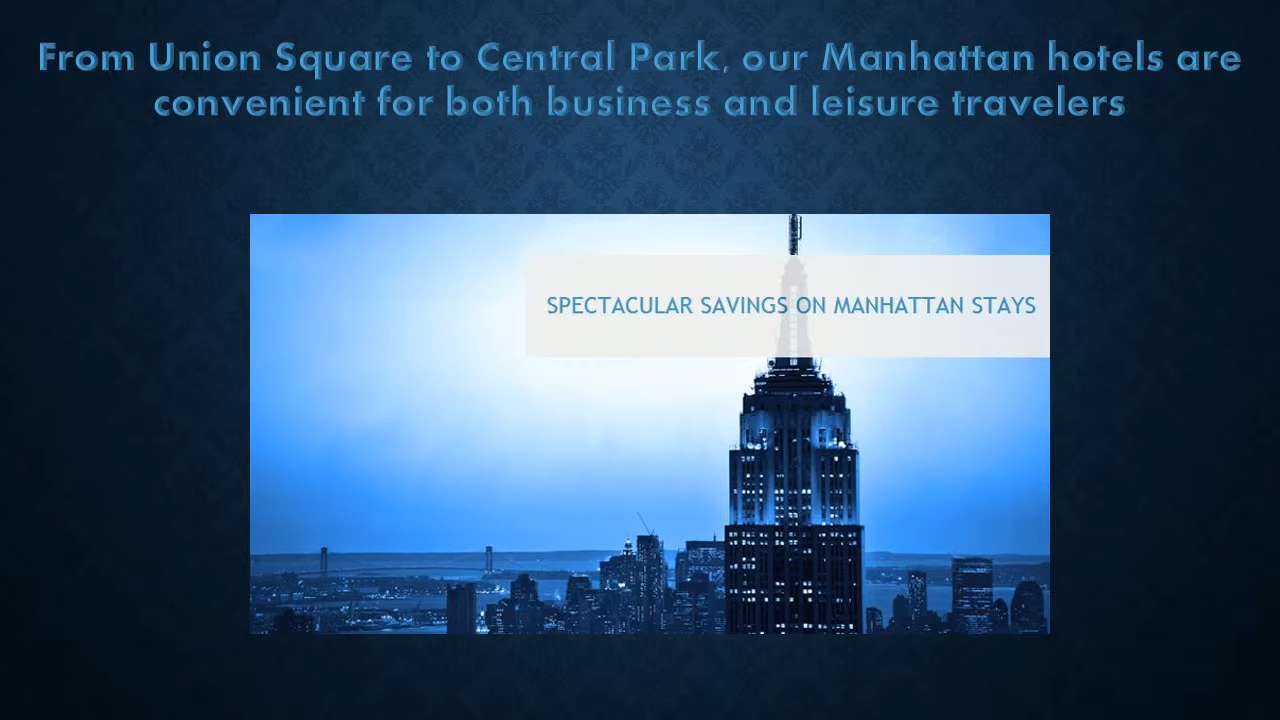 From Union Square to Central Park, our Manhattan hotels are
convenient for both business and leisure travelers
SPECTACULAR SAVINGS ON MANHATTAN STAYS